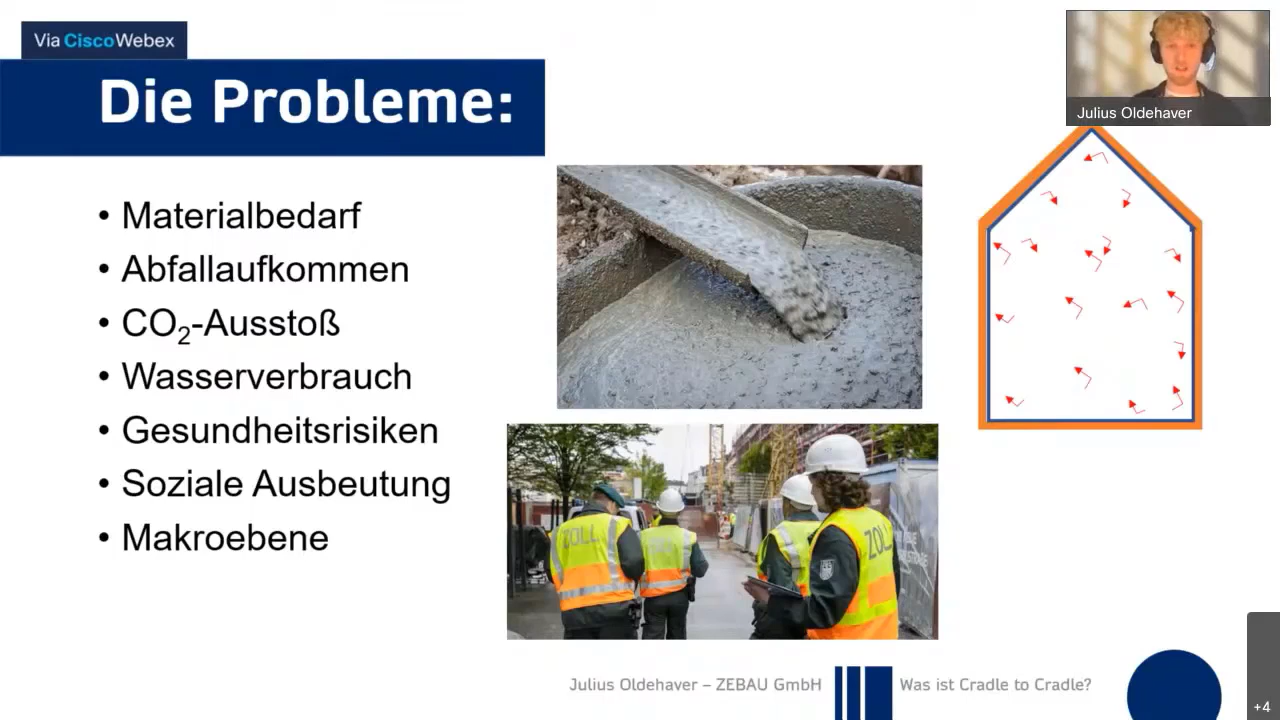 Via CiscoWebex
Die Probleme:
Julius Oldehaver
• Materialbedarf
• Abfallaufkommen
• CO₂-Ausstoß
• Wasserverbrauch
• Gesundheitsrisiken
• Soziale Ausbeutung
• Makroebene
ZOLL
ZOLL
Julius Oldehaver – ZEBAU GmbH
Was ist Cradle to Cradle?
+4